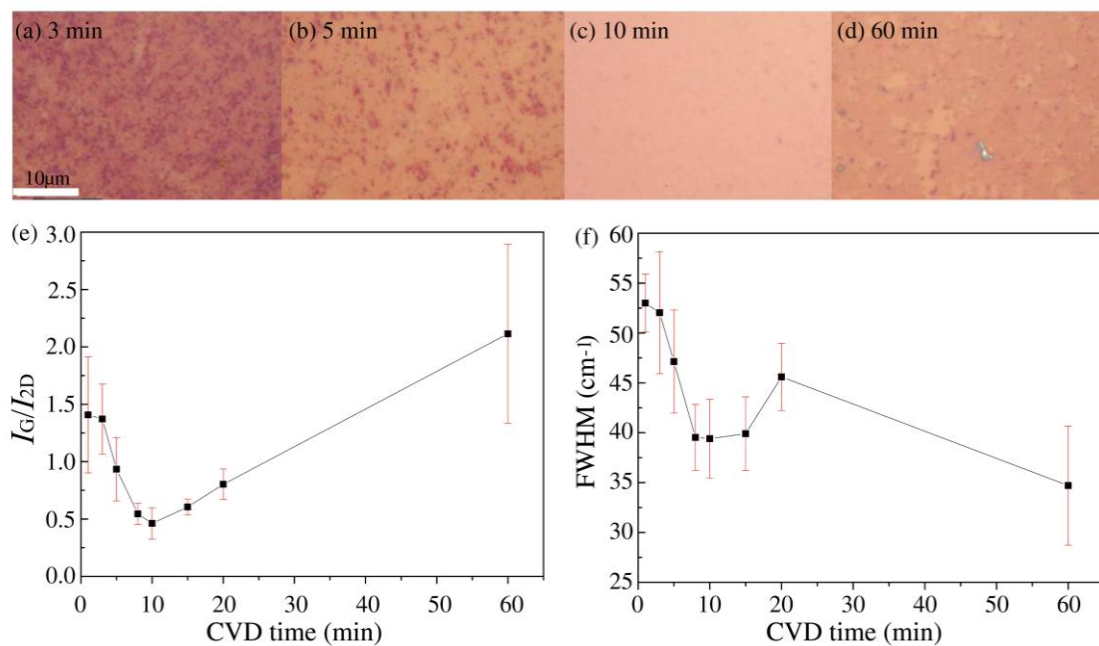 (a) 3 min
(b) 5 min
(c) 10 min
(d) 60 min
10μm
(e)
3.0
2.5
2.0
1.5
1.0
0.5
0.0
IG/I2D
0 10 20 30 40 50 60
CVD time (min)
(f)
60
55
50
45
40
35
30
25
FWHM (cm-1)
0 10 20 30 40 50 60
CVD time (min)